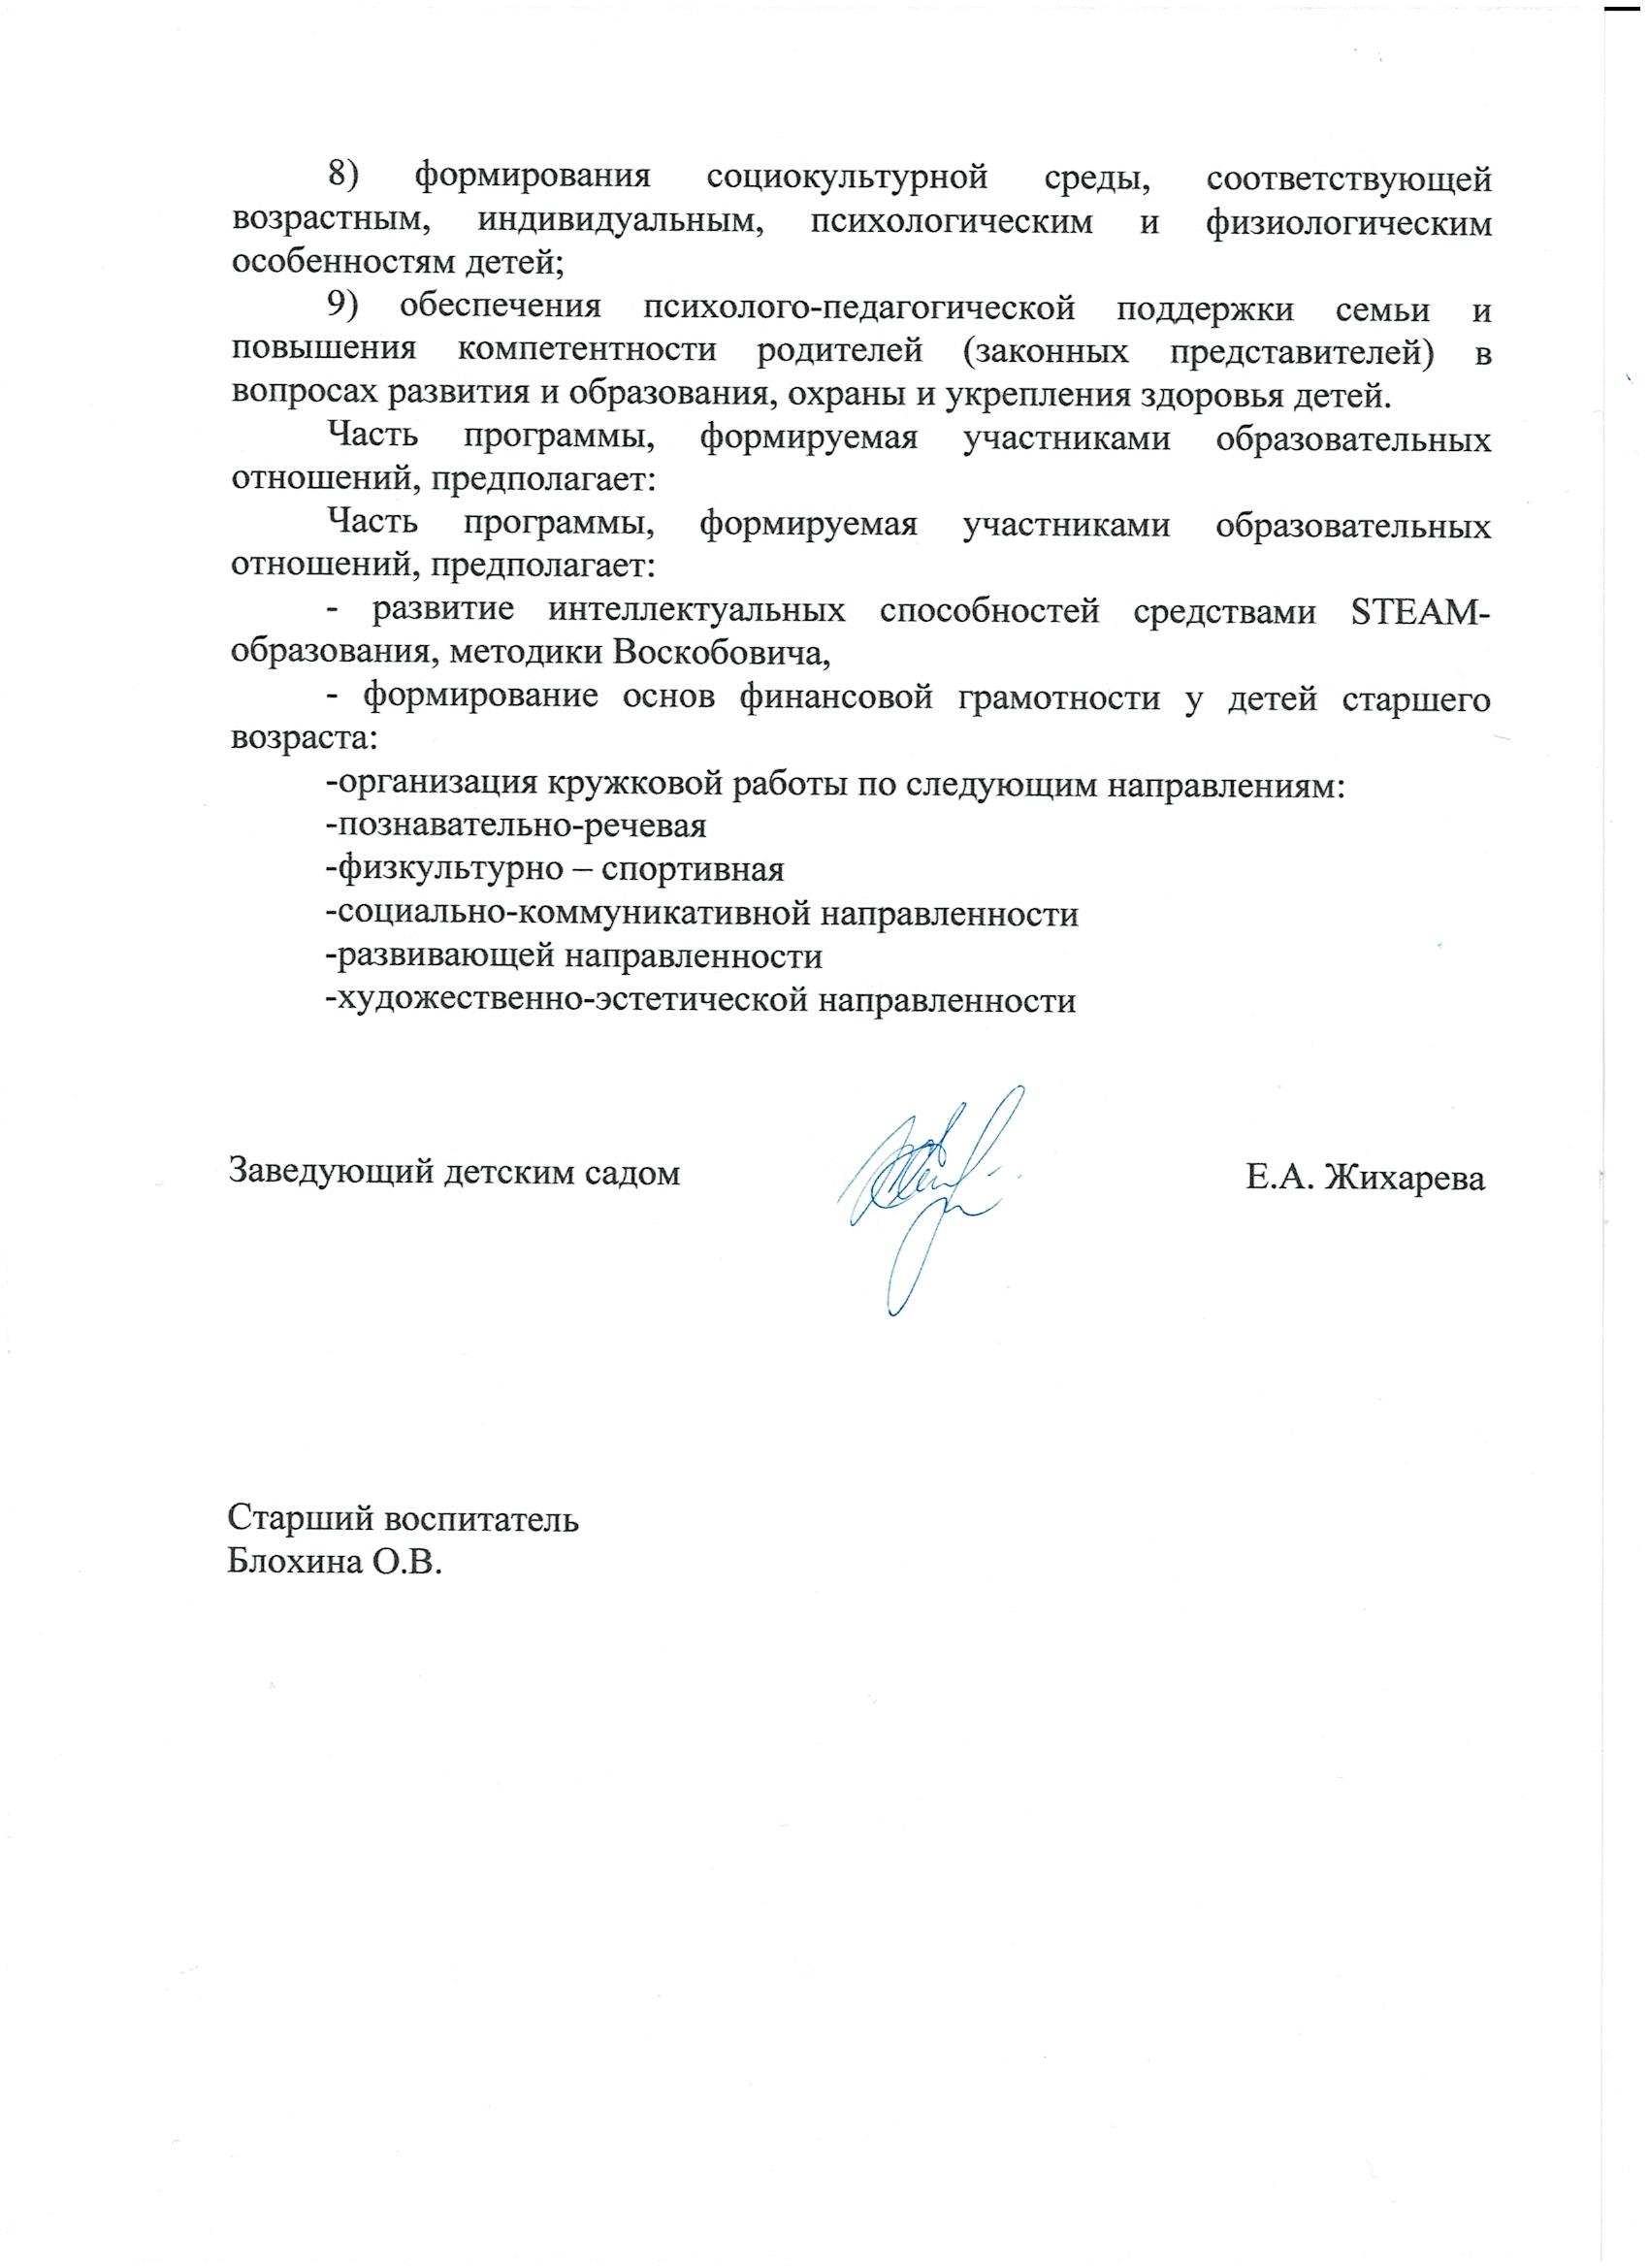 8) формирования социокультурной среды, соответствующей
возрастным, индивидуальным, психологическим и физиологическим
особенностям детей;
9) обеспечения психолого-педагогической поддержки семьи и
повышения компетентности родителей (законных представителей) в
вопросах развития и образования, охраны и укрепления здоровья детей.
Часть программы, формируемая участниками образовательных
отношений, предполагает:
Часть программы, формируемая участниками образовательных
отношений, предполагает:
- развитие интеллектуальных способностей средствами STEAM-
образования, методики Воскобовича,
- формирование основ финансовой грамотности у детей старшего
возраста:
-организация кружковой работы по следующим направлениям:
-познавательно-речевая
-физкультурно – спортивная
-социально-коммуникативной направленности
-развивающей направленности
-художественно-эстетической направленности
Заведующий детским садом Е.А. Жихарева
Старший воспитатель
Блохина О.В.